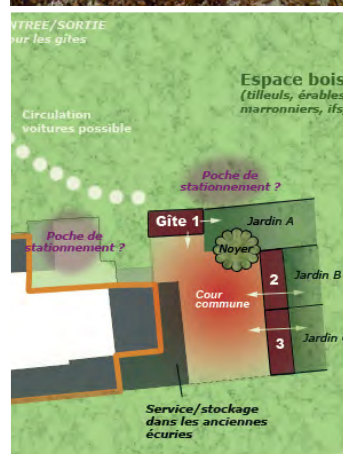 NTREE/SORTIE
ur les gîtes
Espace bois
(tilleuls, érables
marronniers, ifs
Circulation
voitures possible
Poche de
stationnement ?
Gîte 1
Jardin A
Poche de
stationnement ?
Noyer
2
Jardin B
Cour
commune
3
Jardin C
Service/stockage
dans les anciennes
écuries